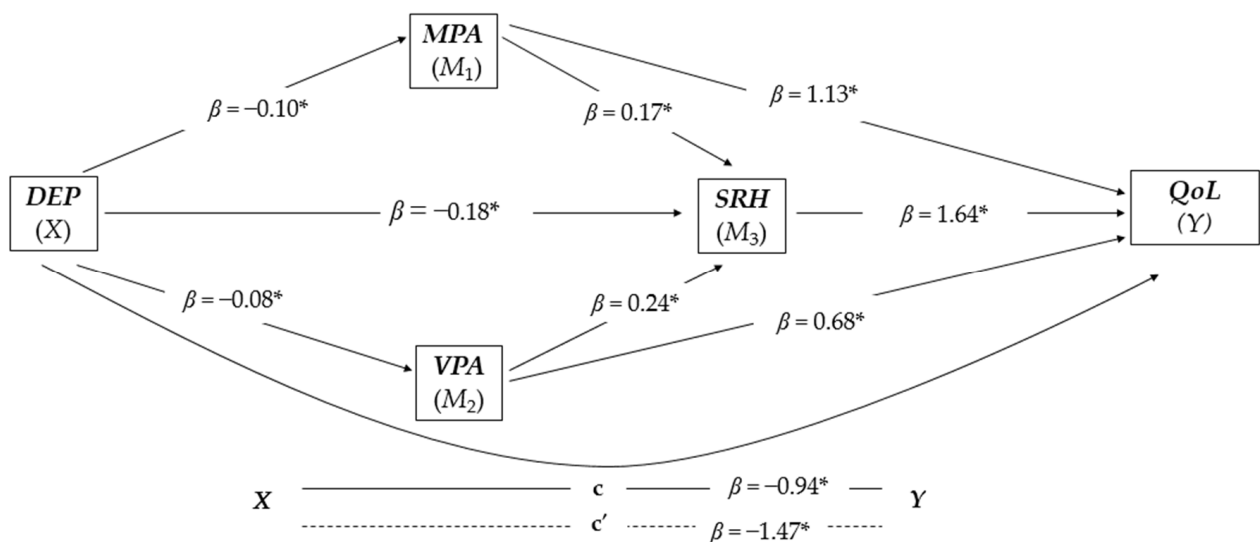 MPA
(M₁)
β = −0.10*
β = 0.17*
β = 1.13*
DEP
(X)
β = −0.18*
SRH
(M₃)
β = 1.64*
QoL
(Y)
β = −0.08*
β = 0.24*
β = 0.68*
VPA
(M₂)
X c β = −0.94* Y
c′ β = −1.47*